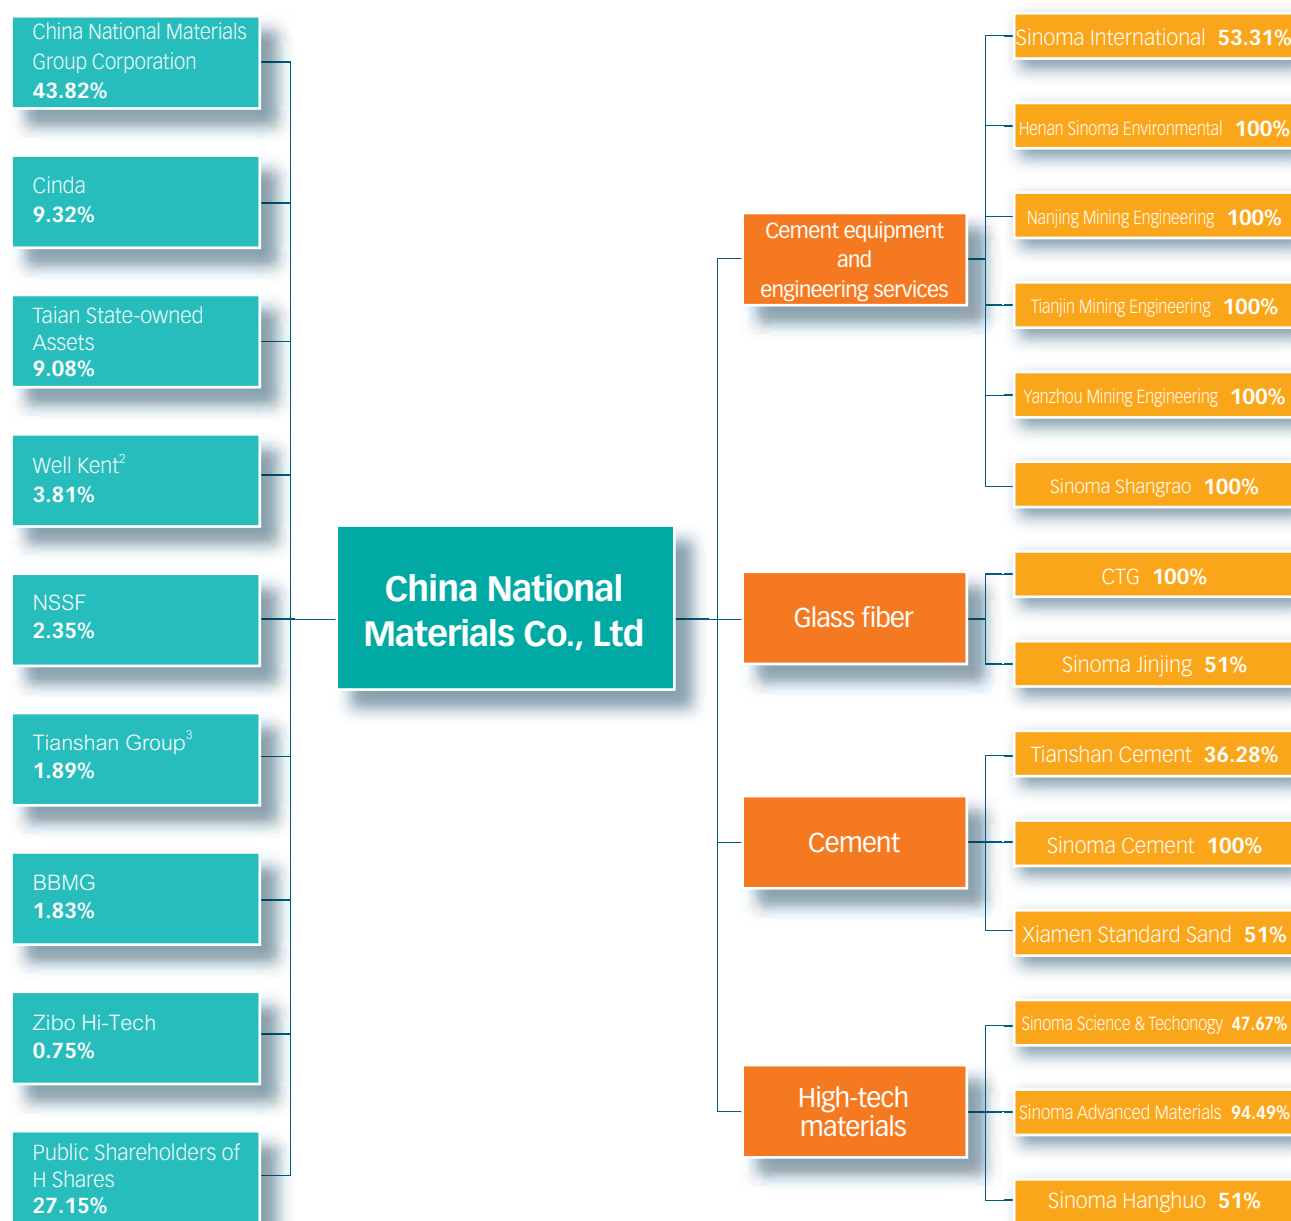 China National Materials
Group Corporation
43.82%
Cinda
9.32%
Taian State-owned
Assets
9.08%
Well Kent²
3.81%
NSSF
2.35%
Tianshan Group³
1.89%
BBMG
1.83%
Zibo Hi-Tech
0.75%
Public Shareholders of
H Shares
27.15%
China National
Materials Co., Ltd
Cement equipment
and
engineering services
Glass fiber
Cement
High-tech
materials
Sinoma International 53.31%
Henan Sinoma Environmental 100%
Nanjing Mining Engineering 100%
Tianjin Mining Engineering 100%
Yanzhou Mining Engineering 100%
Sinoma Shangrao 100%
CTG 100%
Sinoma Jinjing 51%
Tianshan Cement 36.28%
Sinoma Cement 100%
Xiamen Standard Sand 51%
Sinoma Science & Techonogy 47.67%
Sinoma Advanced Materials 94.49%
Sinoma Hanghuo 51%